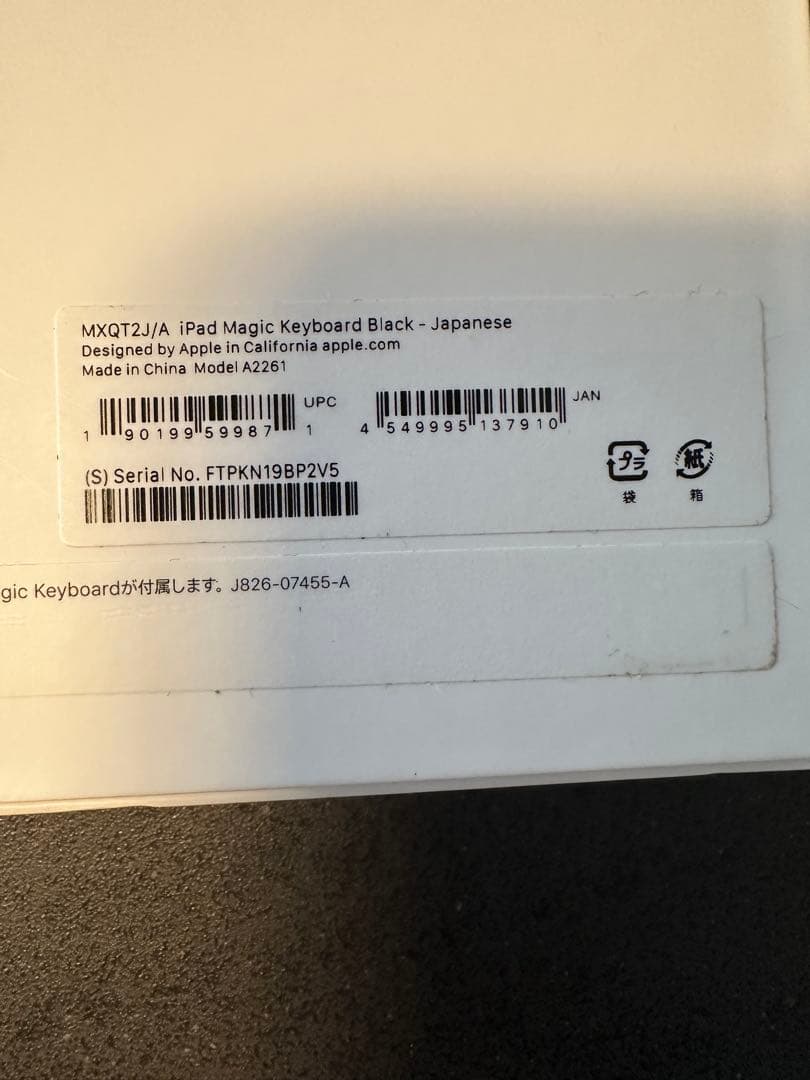 MXQT2J/A iPad Magic Keyboard Black - Japanese
Designed by Apple in California apple.com
Made in China Model A2261
UPC
1 90199 59987 1
JAN
4 549995 137910
(S) Serial No. FTPKN19BP2V5
プラ
袋
紙
箱
gic Keyboardが付属します。J826-07455-A